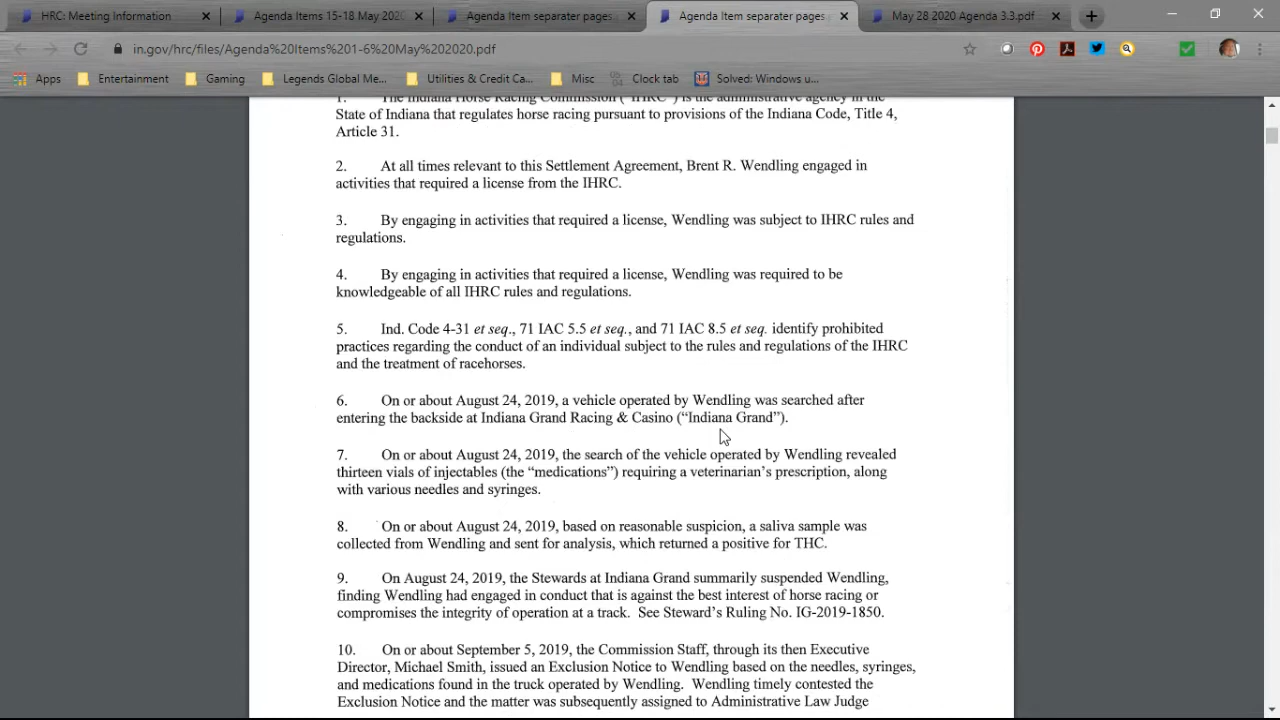 HRC: Meeting Information
Agenda Items 15-18 May 2020
Agenda Item separater pages
Agenda Item separater pages
May 28 2020 Agenda 3.3.pdf
in.gov/hrc/files/Agenda%20Items%201-6%20May%202020.pdf
Apps
Entertainment
Gaming
Legends Global Me...
Utilities & Credit Ca...
Misc
Clock tab
Solved: Windows u...
1. The Indiana Horse Racing Commission ("IHRC") is the administrative agency in the
State of Indiana that regulates horse racing pursuant to provisions of the Indiana Code, Title 4,
Article 31.
2. At all times relevant to this Settlement Agreement, Brent R. Wendling engaged in
activities that required a license from the IHRC.
3. By engaging in activities that required a license, Wendling was subject to IHRC rules and
regulations.
4. By engaging in activities that required a license, Wendling was required to be
knowledgeable of all IHRC rules and regulations.
5. Ind. Code 4-31 et seq., 71 IAC 5.5 et seq., and 71 IAC 8.5 et seq. identify prohibited
practices regarding the conduct of an individual subject to the rules and regulations of the IHRC
and the treatment of racehorses.
6. On or about August 24, 2019, a vehicle operated by Wendling was searched after
entering the backside at Indiana Grand Racing & Casino (“Indiana Grand”).
7. On or about August 24, 2019, the search of the vehicle operated by Wendling revealed
thirteen vials of injectables (the “medications”) requiring a veterinarian’s prescription, along
with various needles and syringes.
8. On or about August 24, 2019, based on reasonable suspicion, a saliva sample was
collected from Wendling and sent for analysis, which returned a positive for THC.
9. On August 24, 2019, the Stewards at Indiana Grand summarily suspended Wendling,
finding Wendling had engaged in conduct that is against the best interest of horse racing or
compromises the integrity of operation at a track. See Steward’s Ruling No. IG-2019-1850.
10. On or about September 5, 2019, the Commission Staff, through its then Executive
Director, Michael Smith, issued an Exclusion Notice to Wendling based on the needles, syringes,
and medications found in the truck operated by Wendling. Wendling timely contested the
Exclusion Notice and the matter was subsequently assigned to Administrative Law Judge